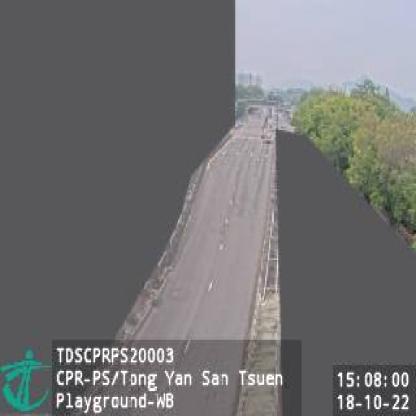 TDSCPRPS20003
CPR-PS/Tong Yan San Tsuen
Playground-WB
15:08:00
18-10-22